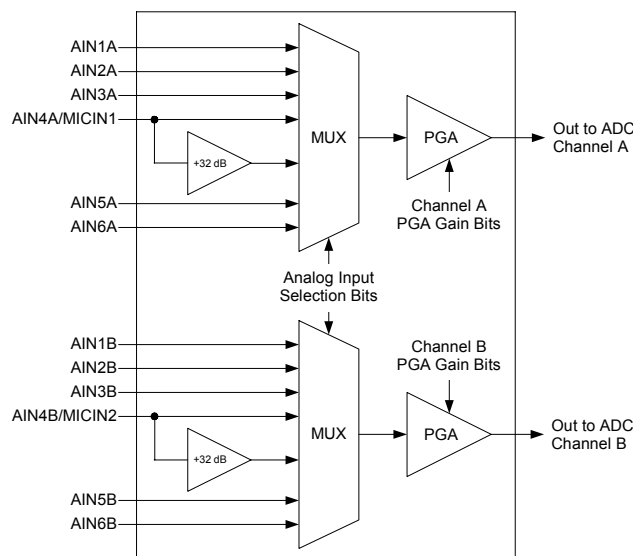 AIN1A
AIN2A
AIN3A
AIN4A/MICIN1
+32 dB
AIN5A
AIN6A
MUX
PGA
Out to ADC
Channel A
Channel A
PGA Gain Bits
Analog Input
Selection Bits
AIN1B
AIN2B
AIN3B
AIN4B/MICIN2
+32 dB
AIN5B
AIN6B
MUX
Channel B
PGA Gain Bits
PGA
Out to ADC
Channel B